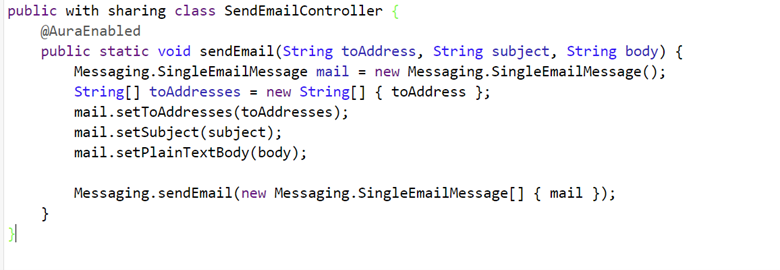 public with sharing class SendEmailController {
@AuraEnabled
public static void sendEmail(String toAddress, String subject, String body) {
Messaging.SingleEmailMessage mail = new Messaging.SingleEmailMessage();
String[] toAddresses = new String[] { toAddress };
mail.setToAddresses(toAddresses);
mail.setSubject(subject);
mail.setPlainTextBody(body);
Messaging.sendEmail(new Messaging.SingleEmailMessage[] { mail });
}
}